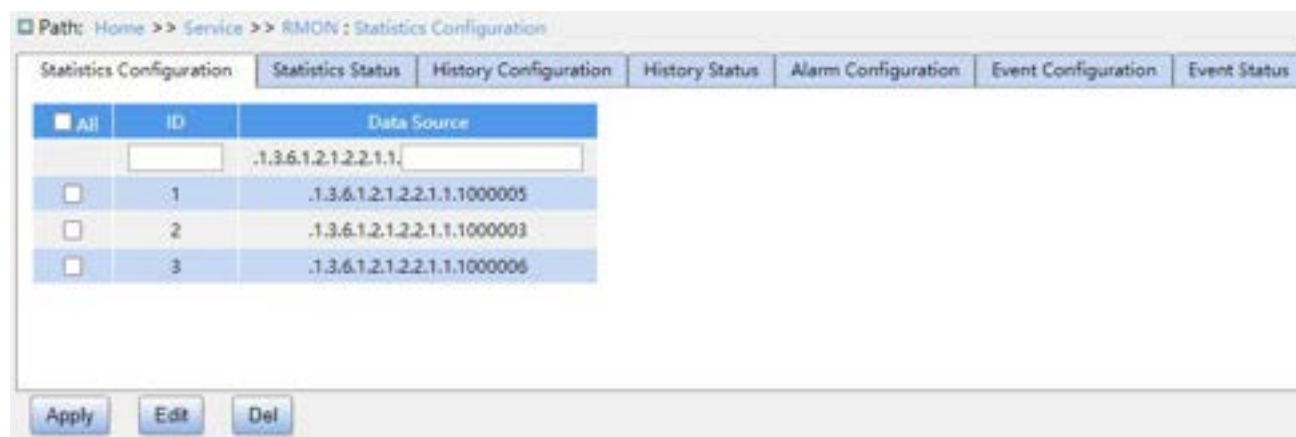 Path: Home >> Service >> RMON : Statistics Configuration
Statistics Configuration Statistics Status History Configuration History Status Alarm Configuration Event Configuration Event Status
All ID Data Source
.1.3.6.1.2.1.2.2.1.1.
1 .1.3.6.1.2.1.2.2.1.1.1000005
2 .1.3.6.1.2.1.2.2.1.1.1000003
3 .1.3.6.1.2.1.2.2.1.1.1000006
Apply Edit Del